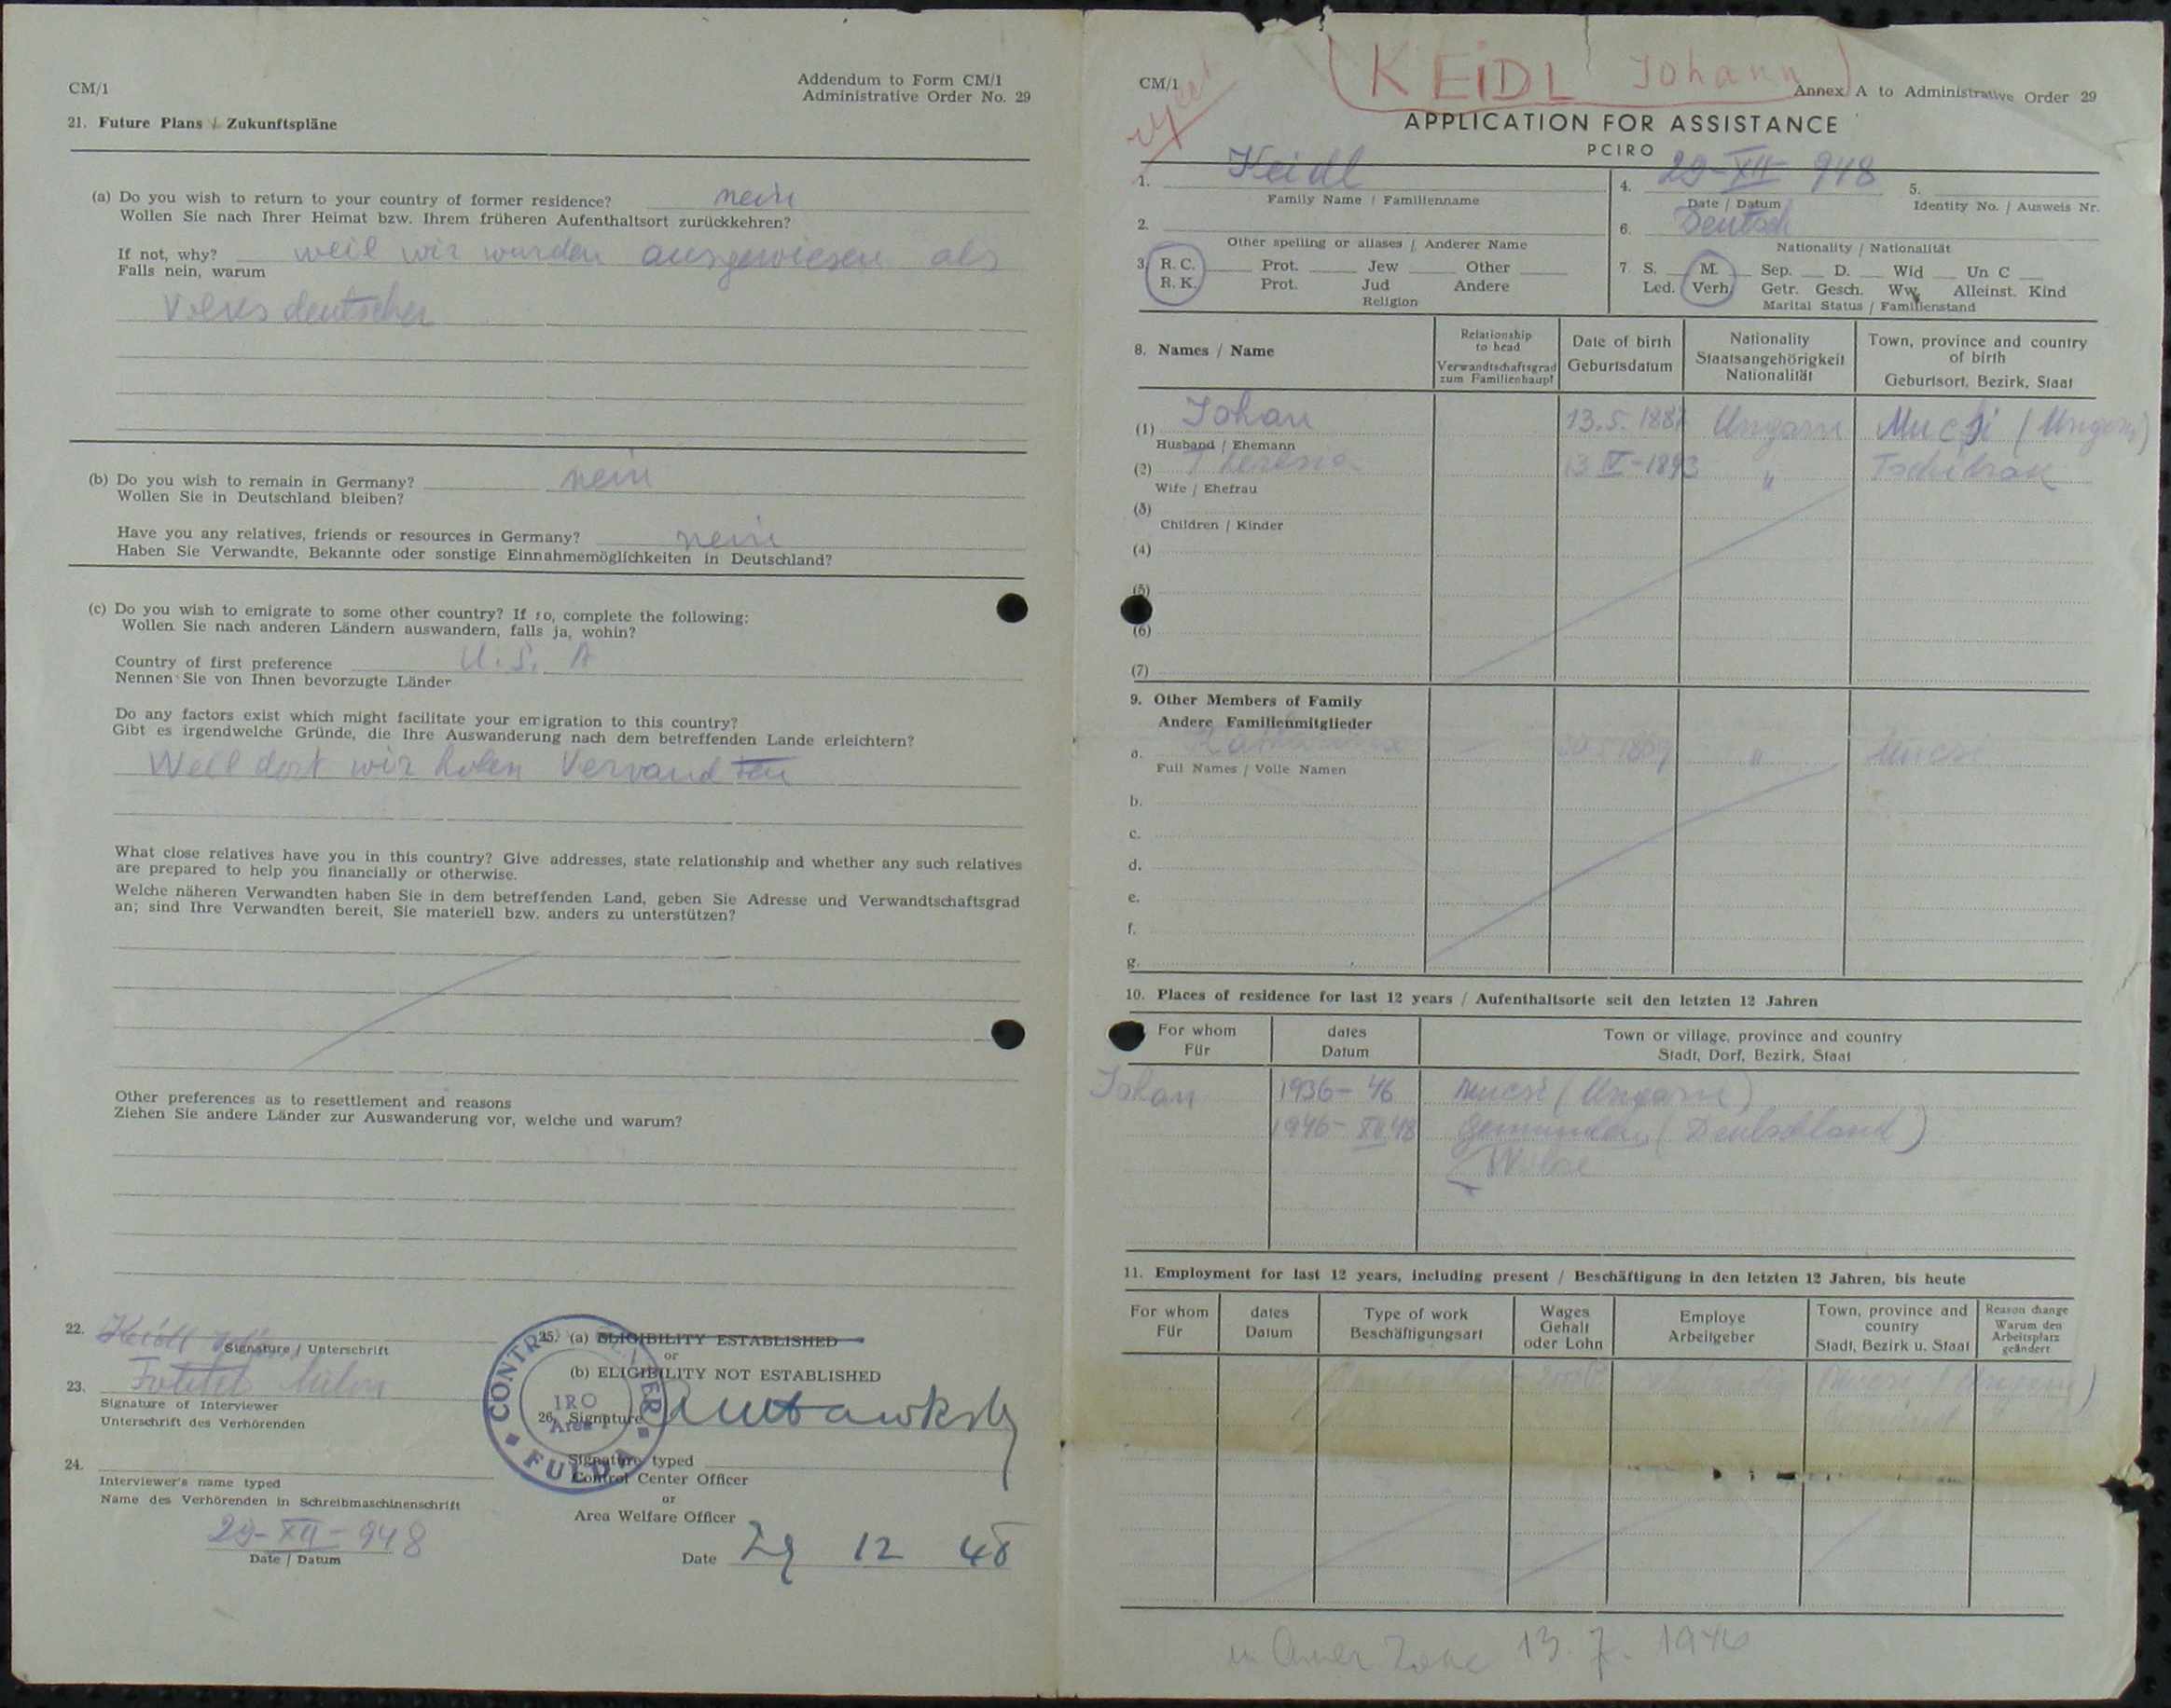 CM/1
Addendum to Form CM/1
Administrative Order No. 29
21. Future Plans / Zukunftspläne
(a) Do you wish to return to your country of former residence? nein
Wollen Sie nach Ihrer Heimat bzw. Ihrem früheren Aufenthaltsort zurückkehren?
If not, why? weil wir wurden ausgewiesen als
Falls nein, warum
Volksdeutscher
(b) Do you wish to remain in Germany? nein
Wollen Sie in Deutschland bleiben?
Have you any relatives, friends or resources in Germany? nein
Haben Sie Verwandte, Bekannte oder sonstige Einnahmemöglichkeiten in Deutschland?
(c) Do you wish to emigrate to some other country? If so, complete the following:
Wollen Sie nach anderen Ländern auswandern, falls ja, wohin?
Country of first preference U. S. A
Nennen Sie von Ihnen bevorzugte Länder
Do any factors exist which might facilitate your emigration to this country?
Gibt es irgendwelche Gründe, die Ihre Auswanderung nach dem betreffenden Lande erleichtern?
Weil dort wir haben Vervandten
What close relatives have you in this country? Give addresses, state relationship and whether any such relatives
are prepared to help you financially or otherwise.
Welche näheren Verwandten haben Sie in dem betreffenden Land, geben Sie Adresse und Verwandtschaftsgrad
an; sind Ihre Verwandten bereit, Sie materiell bzw. anders zu unterstützen?
Other preferences as to resettlement and reasons
Ziehen Sie andere Länder zur Auswanderung vor, welche und warum?
22. Keidl
Signature / Unterschrift
23.
Signature of Interviewer
Unterschrift des Verhörenden
24.
Interviewer's name typed
Name des Verhörenden in Schreibmaschinenschrift
29-XII-948
Date / Datum
25. (a) ELIGIBILITY ESTABLISHED
or
(b) ELIGIBILITY NOT ESTABLISHED
26. Signature
Signature typed
Control Center Officer
or
Area Welfare Officer
Date 29 12 48
IRO
Area
FULDA
CM/1
(KEIDL Johann)
Annex A to Administrative Order 29
APPLICATION FOR ASSISTANCE
PCIRO
1. Keidl
Family Name / Familienname
4. 29-XII 948
Date / Datum
5.
Identity No. / Ausweis Nr.
2.
Other spelling or aliases / Anderer Name
6. Deutsch
Nationality / Nationalität
3. R. C. Prot. Jew Other
R. K. Prot. Jud Andere
Religion
7. S. M. Sep. D. Wid Un C
Led. Verh. Getr. Gesch. Ww. Alleinst. Kind
Marital Status / Familienstand
8. Names / Name
Relationship to head
Verwandtschaftsgrad zum Familienhaupt
Date of birth
Geburtsdatum
Nationality
Staatsangehörigkeit
Nationalität
Town, province and country of birth
Geburtsort, Bezirk, Staat
(1) Johan 13.5. Ungarn Mucsi (Ungarn)
Husband / Ehemann
(2) Theresia 13 IV-1893 "
Wife / Ehefrau
(3)
Children / Kinder
(4)
(5)
(6)
(7)
9. Other Members of Family
Andere Familienmitglieder
a. Katharina " Mucsi
Full Names / Volle Namen
b.
c.
d.
e.
f.
g.
10. Places of residence for last 12 years / Aufenthaltsorte seit den letzten 12 Jahren
For whom
Für
dates
Datum
Town or village, province and country
Stadt, Dorf, Bezirk, Staat
Johan 1936-46 Mucsi (Ungarn)
1946-XII 48 Gemünden (Deutschland)
11. Employment for last 12 years, including present / Beschäftigung in den letzten 12 Jahren, bis heute
For whom
Für
dates
Datum
Type of work
Beschäftigungsart
Wages
Gehalt
oder Lohn
Employe
Arbeitgeber
Town, province and country
Stadt, Bezirk u. Staat
Reason change
Warum den
Arbeitsplatz
geändert
Mucsi (Ungarn)
13. 7. 1946